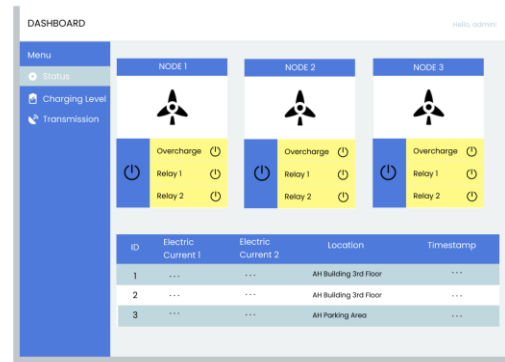 DASHBOARD
Hello, admin!
Menu
Status
Charging Level
Transmission
NODE 1
NODE 2
NODE 3
Overcharge
Relay 1
Relay 2
Overcharge
Relay 1
Relay 2
Overcharge
Relay 1
Relay 2
ID Electric Current 1 Electric Current 2 Location Timestamp
1 --- --- AH Building 3rd Floor ---
2 --- --- AH Building 3rd Floor ---
3 --- --- AH Parking Area ---